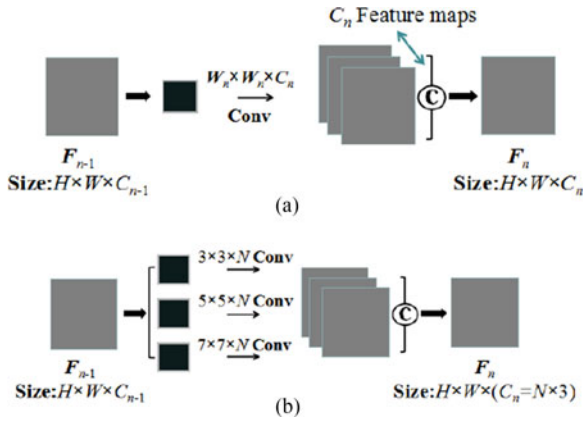 Cn Feature maps
Wn×Wn×Cn
Conv
C
Fn-1
Size:H×W×Cn-1
Fn
Size:H×W×Cn
(a)
3×3×N Conv
5×5×N Conv
7×7×N Conv
C
Fn-1
Size:H×W×Cn-1
Fn
Size:H×W×(Cn=N×3)
(b)